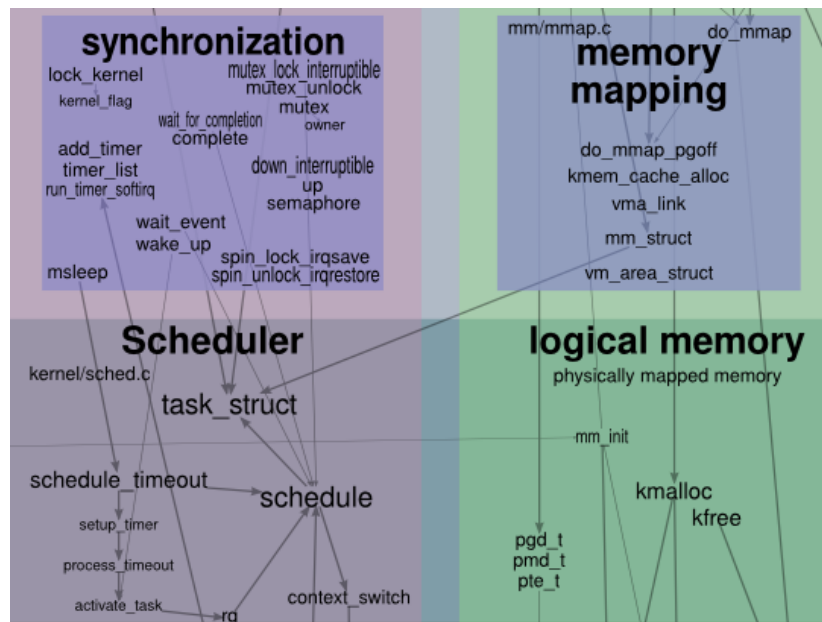 synchronization
lock_kernel
kernel_flag
mutex_lock_interruptible
mutex_unlock
mutex
owner
wait_for_completion
complete
add_timer
timer_list
run_timer_softirq
down_interruptible
up
semaphore
wait_event
wake_up
msleep
spin_lock_irqsave
spin_unlock_irqrestore
mm/mmap.c
do_mmap
memory
mapping
do_mmap_pgoff
kmem_cache_alloc
vma_link
mm_struct
vm_area_struct
Scheduler
kernel/sched.c
task_struct
schedule_timeout
schedule
setup_timer
process_timeout
activate_task
rq
context_switch
logical memory
physically mapped memory
mm_init
kmalloc
kfree
pgd_t
pmd_t
pte_t